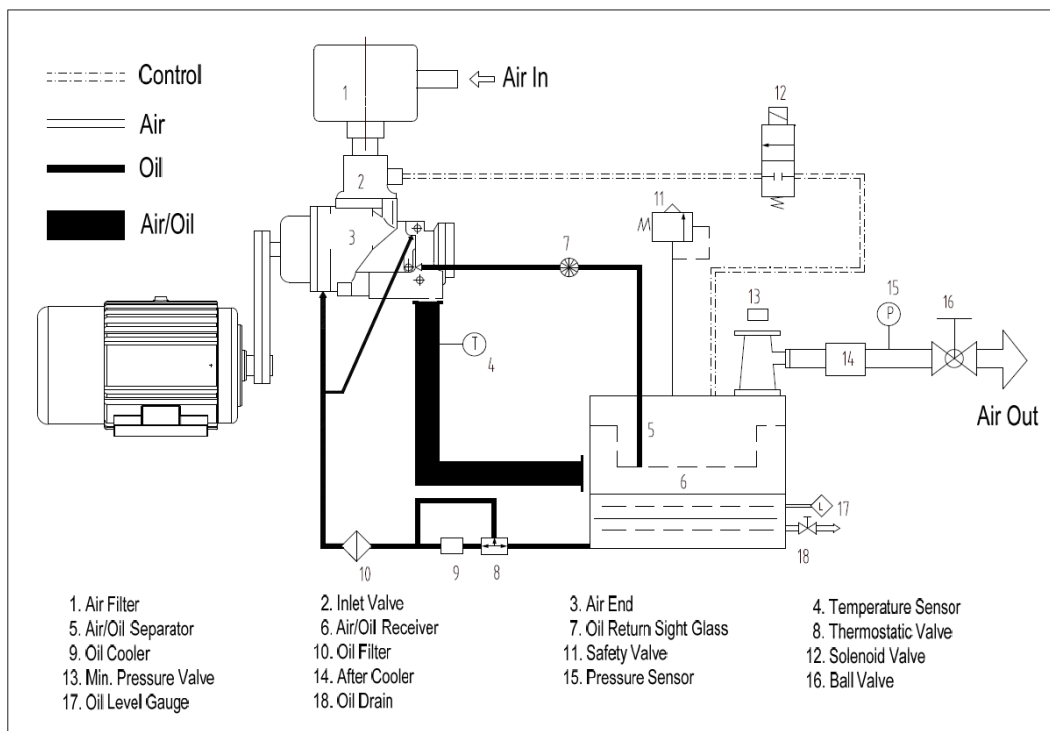 Control
Air
Oil
Air/Oil
1
Air In
2
3
T
4
7
11
12
13
15
P
16
14
Air Out
5
6
L
17
18
10
9
8
1. Air Filter
2. Inlet Valve
3. Air End
4. Temperature Sensor
5. Air/Oil Separator
6. Air/Oil Receiver
7. Oil Return Sight Glass
8. Thermostatic Valve
9. Oil Cooler
10. Oil Filter
11. Safety Valve
12. Solenoid Valve
13. Min. Pressure Valve
14. After Cooler
15. Pressure Sensor
16. Ball Valve
17. Oil Level Gauge
18. Oil Drain